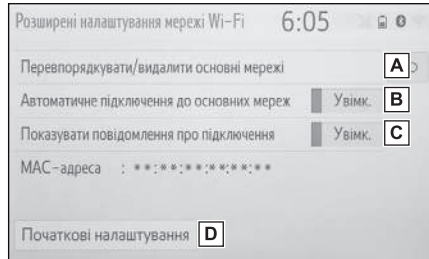 Розширені налаштування мережі Wi-Fi 6:05
Перевпорядкувати/видалити основні мережі A
Автоматичне підключення до основних мереж Увімк. B
Показувати повідомлення про підключення Увімк. C
MAC-адреса : **:**:**:**:**:**
Початкові налаштування D